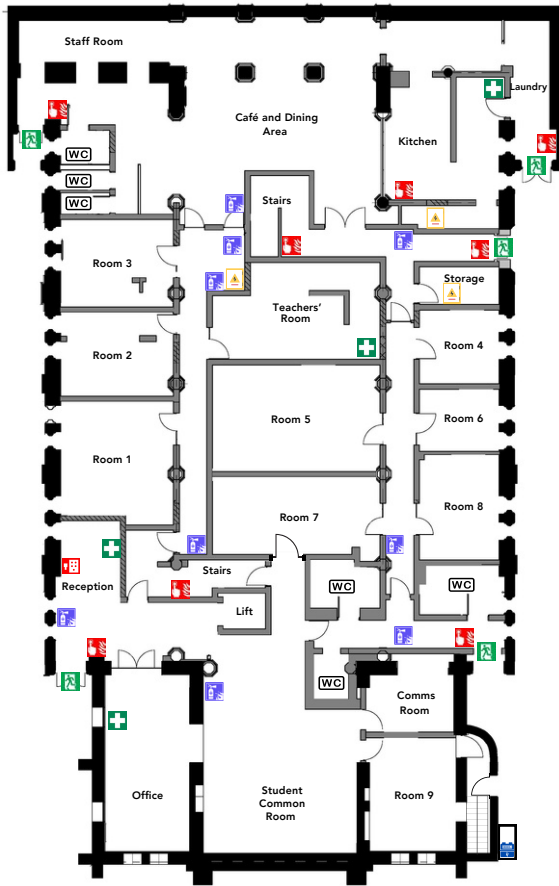 Staff Room
Laundry
Café and Dining
Area
Kitchen
WC
WC
WC
Stairs
Room 3
Storage
Teachers'
Room
Room 2
Room 4
Room 5
Room 6
Room 1
Room 8
Room 7
Stairs
Reception
WC
WC
Lift
WC
Comms
Room
Office
Student
Common
Room
Room 9